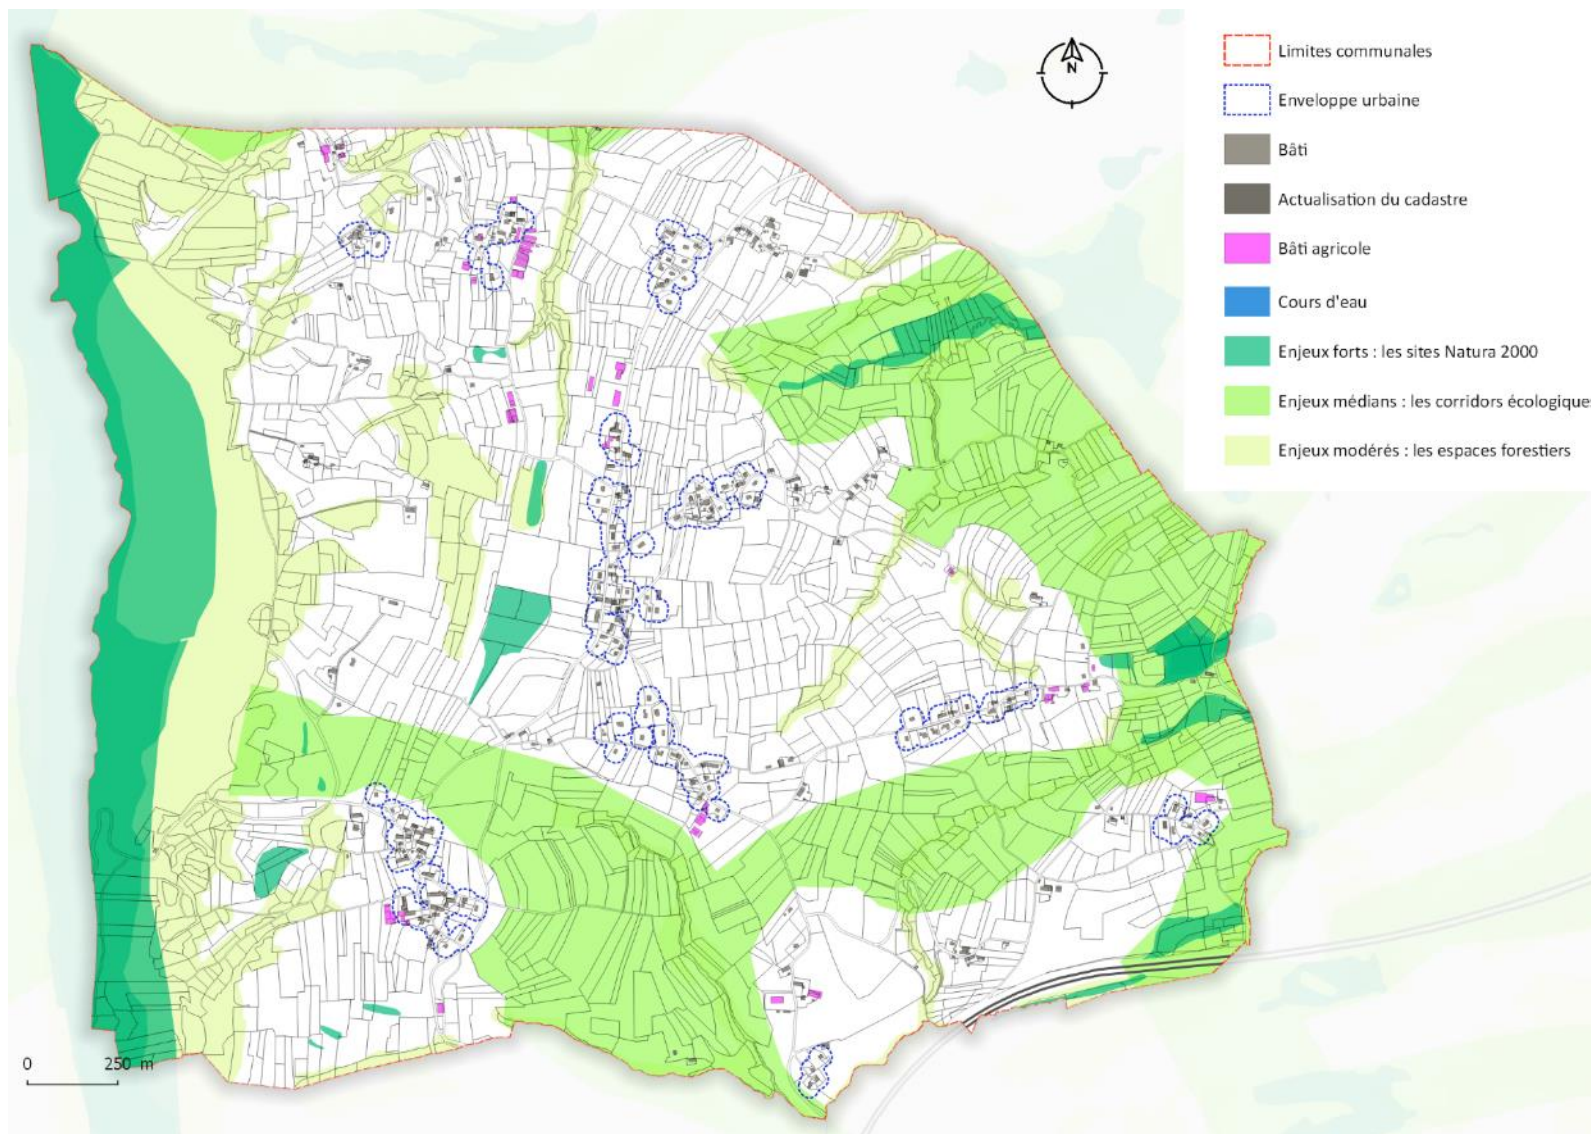 N
Limites communales
Enveloppe urbaine
Bâti
Actualisation du cadastre
Bâti agricole
Cours d'eau
Enjeux forts : les sites Natura 2000
Enjeux médians : les corridors écologique
Enjeux modérés : les espaces forestiers
0 250 m